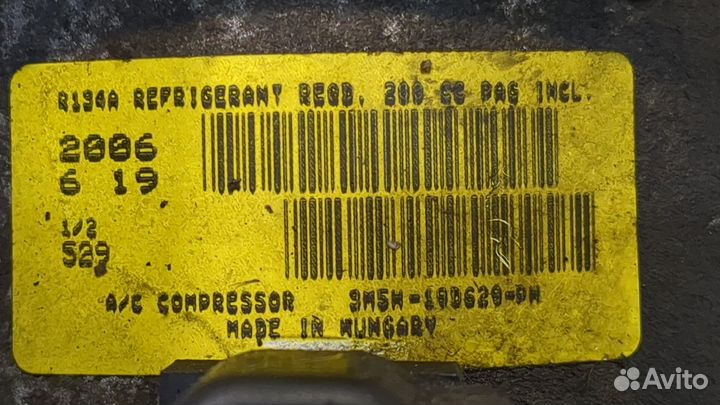 R134A REFRIGERANT REQD. 200 CC PAG INCL.
2006
6 19
1/2
529
A/C COMPRESSOR 3M5H-19D629-PH
MADE IN HUNGARY
Avito